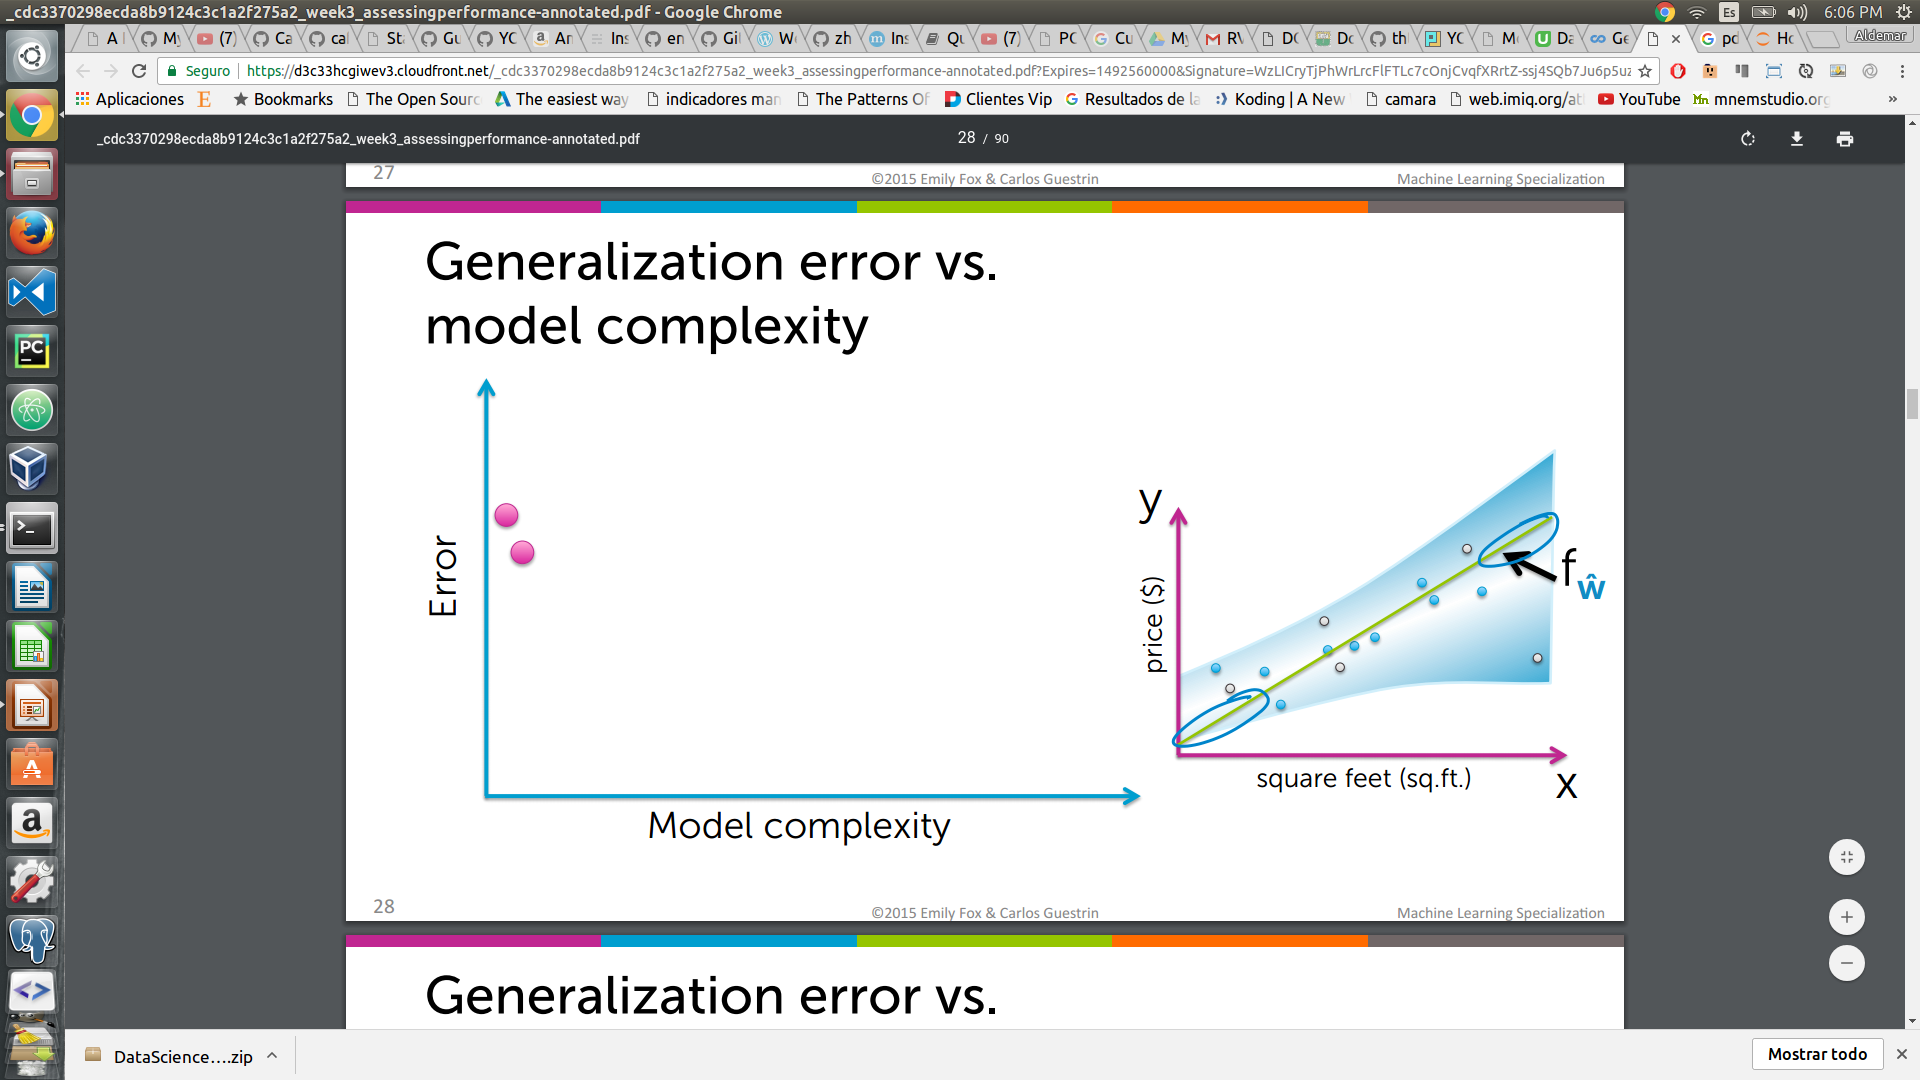 _cdc3370298ecda8b9124c3c1a2f275a2_week3_assessingperformance-annotated.pdf - Google Chrome
Es
6:06 PM
Aldemar
Seguro
https://d3c33hcgiwev3.cloudfront.net/_cdc3370298ecda8b9124c3c1a2f275a2_week3_assessingperformance-annotated.pdf?Expires=1492560000&Signature=WzLICryTjPhWrLrcFlFTLc7cOnjCvqfXRrtZ-ssj4SQb7Ju6p5uz
Aplicaciones
Bookmarks
The Open Sourc
The easiest way
indicadores man
The Patterns Of
Clientes Vip
Resultados de la
Koding | A New
camara
web.imiq.org/at
YouTube
mnemstudio.org
»
_cdc3370298ecda8b9124c3c1a2f275a2_week3_assessingperformance-annotated.pdf
28 / 90
27
©2015 Emily Fox & Carlos Guestrin
Machine Learning Specialization
Generalization error vs.
model complexity
Error
Model complexity
y
price ($)
fŵ
square feet (sq.ft.)
x
28
©2015 Emily Fox & Carlos Guestrin
Machine Learning Specialization
Generalization error vs.
DataScience....zip
Mostrar todo